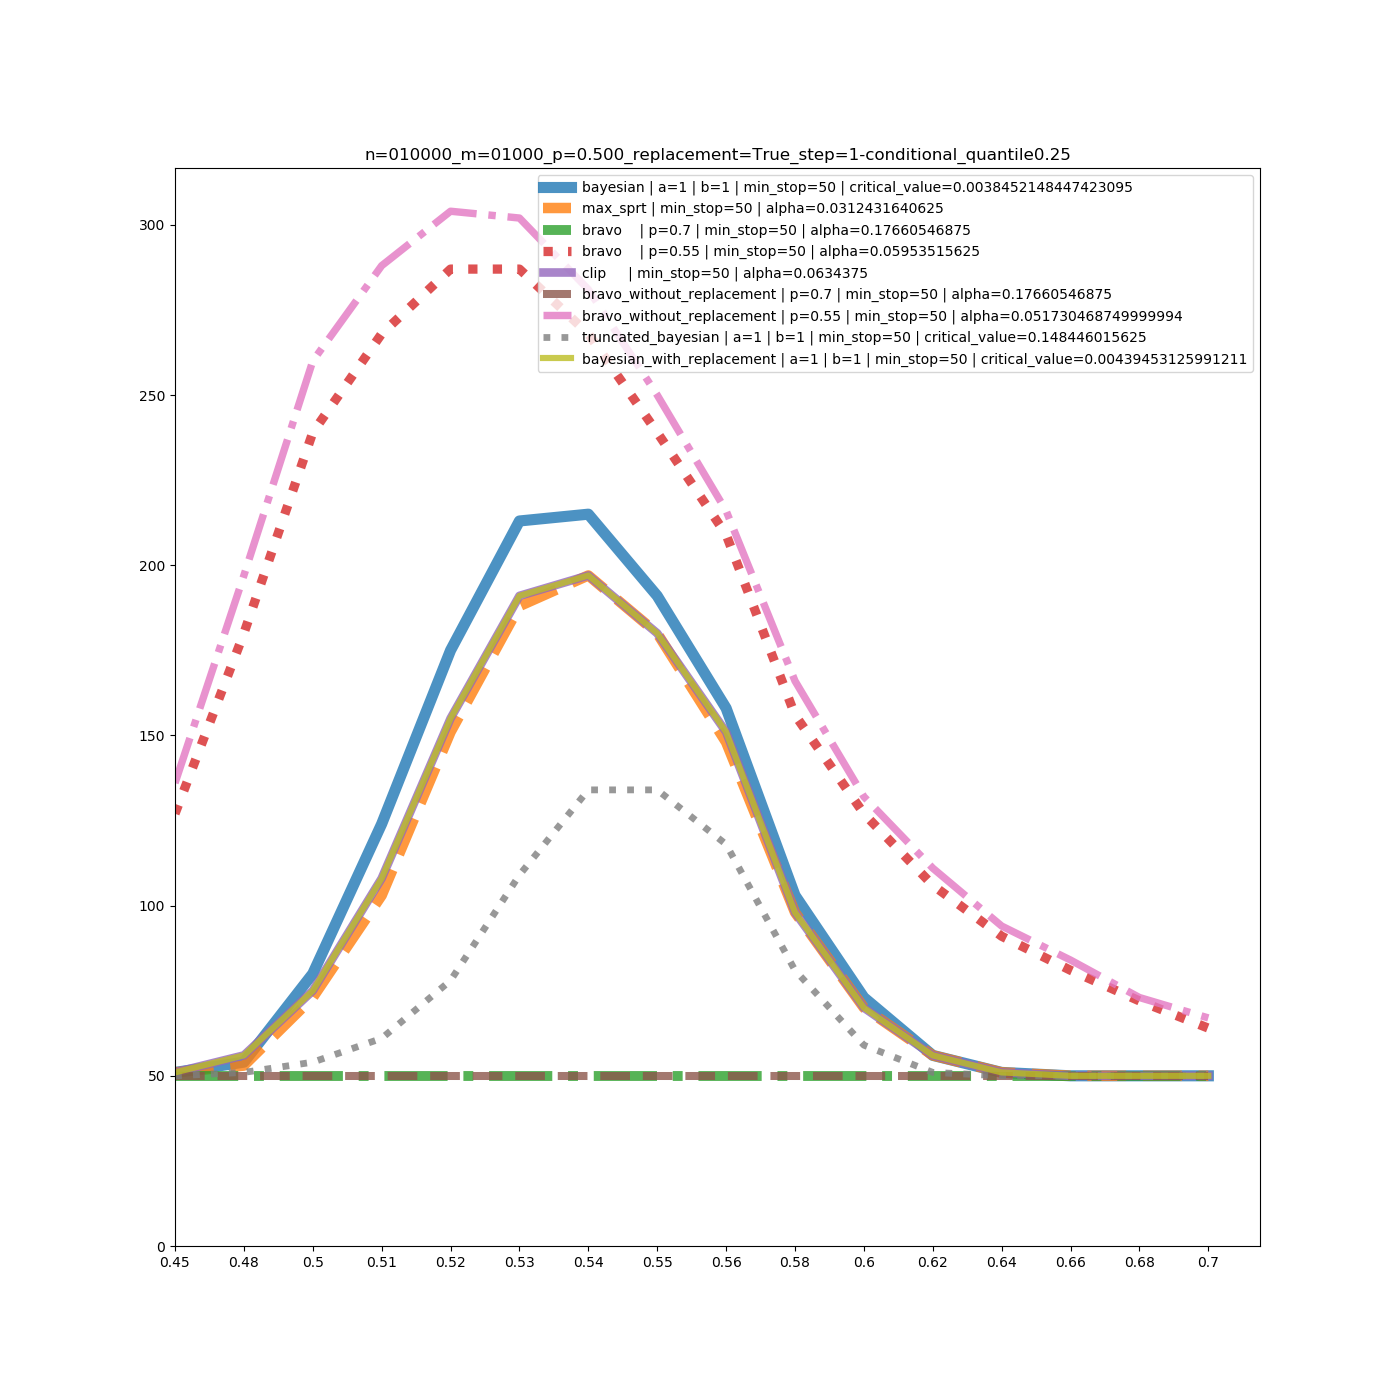 n=010000_m=01000_p=0.500_replacement=True_step=1-conditional_quantile0.25
bayesian | a=1 | b=1 | min_stop=50 | critical_value=0.0038452148447423095
max_sprt | min_stop=50 | alpha=0.0312431640625
bravo    | p=0.7 | min_stop=50 | alpha=0.17660546875
bravo    | p=0.55 | min_stop=50 | alpha=0.05953515625
clip     | min_stop=50 | alpha=0.0634375
bravo_without_replacement | p=0.7 | min_stop=50 | alpha=0.17660546875
bravo_without_replacement | p=0.55 | min_stop=50 | alpha=0.051730468749999994
truncated_bayesian | a=1 | b=1 | min_stop=50 | critical_value=0.148446015625
bayesian_with_replacement | a=1 | b=1 | min_stop=50 | critical_value=0.00439453125991211
300
250
200
150
100
50
0
0.45 0.48 0.5 0.51 0.52 0.53 0.54 0.55 0.56 0.58 0.6 0.62 0.64 0.66 0.68 0.7